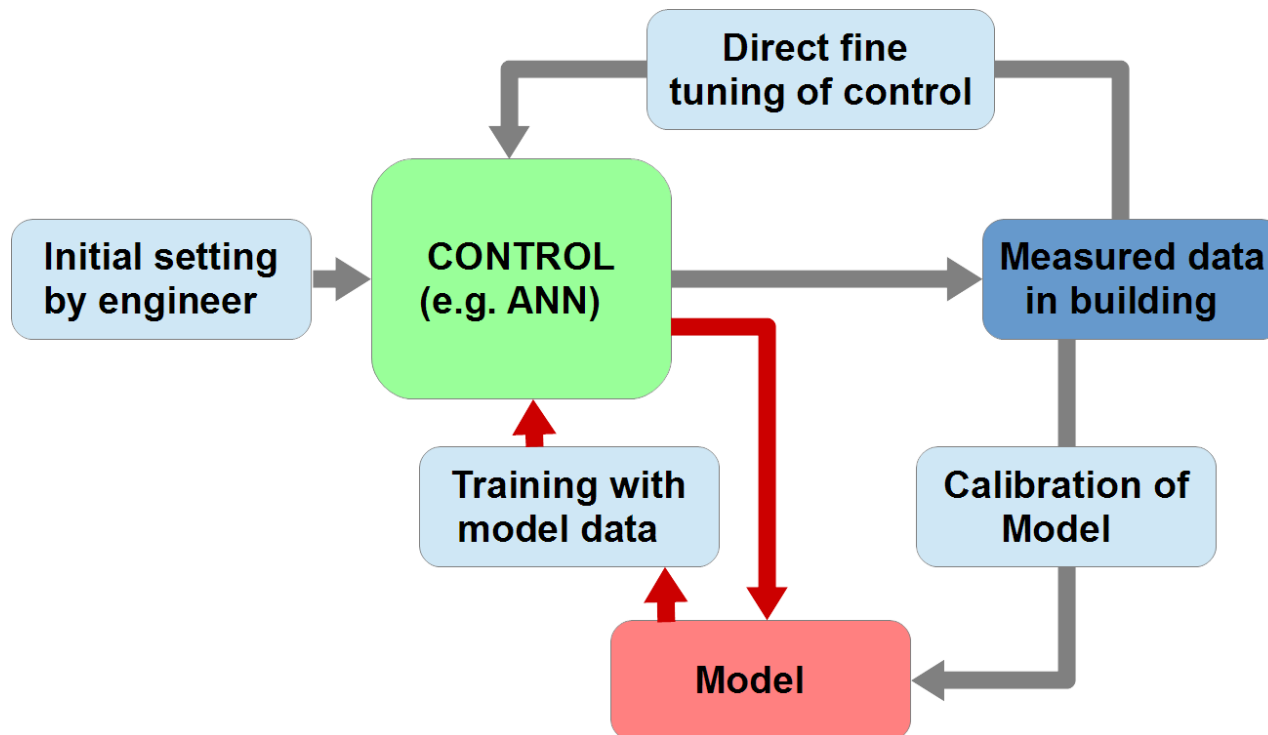 Direct fine
tuning of control
Initial setting
by engineer
CONTROL
(e.g. ANN)
Measured data
in building
Training with
model data
Calibration of
Model
Model